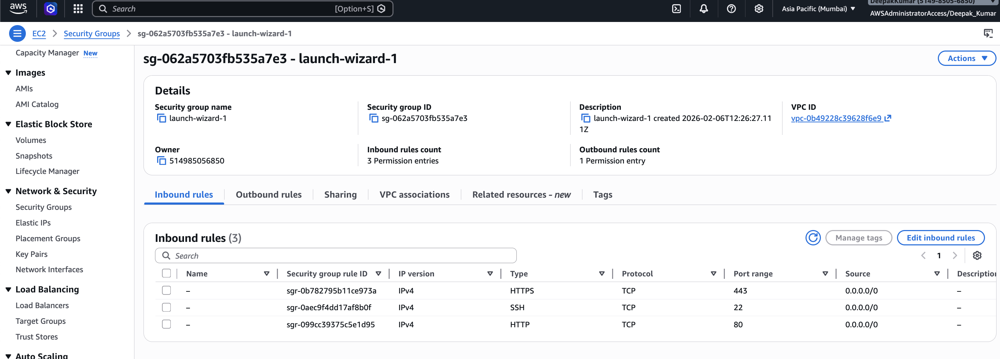 aws
Search [Option+S]
Asia Pacific (Mumbai)
DeepakKumar (5149-8505-6850)
AWSAdministratorAccess/Deepak_Kumar
EC2 > Security Groups > sg-062a5703fb535a7e3 - launch-wizard-1
Capacity Manager New
Images
AMIs
AMI Catalog
Elastic Block Store
Volumes
Snapshots
Lifecycle Manager
Network & Security
Security Groups
Elastic IPs
Placement Groups
Key Pairs
Network Interfaces
Load Balancing
Load Balancers
Target Groups
Trust Stores
Auto Scaling
sg-062a5703fb535a7e3 - launch-wizard-1
Actions
Details
Security group name
launch-wizard-1
Security group ID
sg-062a5703fb535a7e3
Description
launch-wizard-1 created 2026-02-06T12:26:27.11
1Z
VPC ID
vpc-0b49228c39628f6e9
Owner
514985056850
Inbound rules count
3 Permission entries
Outbound rules count
1 Permission entry
Inbound rules Outbound rules Sharing VPC associations Related resources - new Tags
Inbound rules (3)
Manage tags Edit inbound rules
Search
1
Name Security group rule ID IP version Type Protocol Port range Source Description
– sgr-0b782795b11ce973a IPv4 HTTPS TCP 443 0.0.0.0/0 –
– sgr-0aec9f4dd17af8b0f IPv4 SSH TCP 22 0.0.0.0/0 –
– sgr-099cc39375c5e1d95 IPv4 HTTP TCP 80 0.0.0.0/0 –